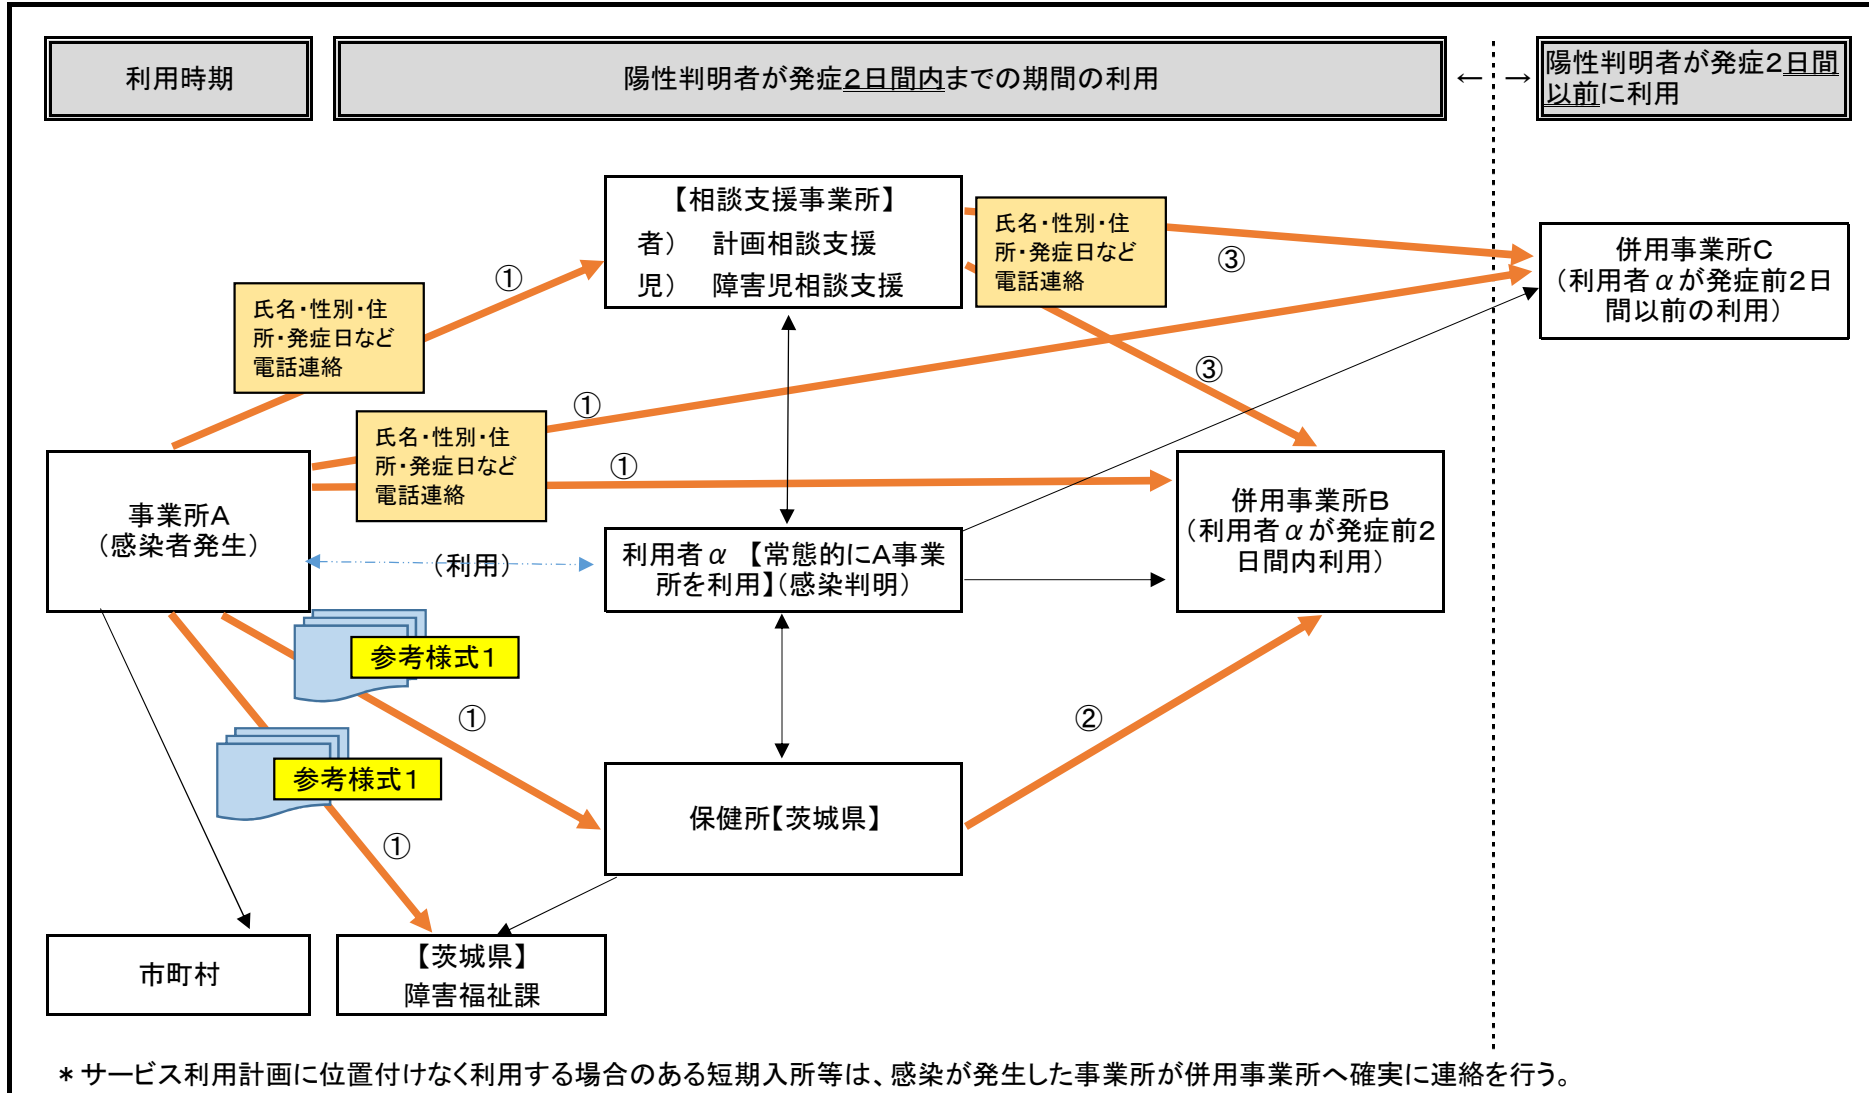 利用時期
陽性判明者が発症２日間内までの期間の利用
← →
陽性判明者が発症２日間
以前に利用
【相談支援事業所】
者） 計画相談支援
児） 障害児相談支援
氏名・性別・住
所・発症日など
電話連絡
③
併用事業所Ｃ
（利用者αが発症前２日
間以前の利用）
①
氏名・性別・住
所・発症日など
電話連絡
③
①
氏名・性別・住
所・発症日など
電話連絡
①
事業所Ａ
（感染者発生）
（利用）
利用者α 【常態的にA事業
所を利用】（感染判明）
併用事業所Ｂ
（利用者αが発症前２
日間内利用）
参考様式１
①
②
参考様式１
①
保健所【茨城県】
市町村
【茨城県】
障害福祉課
＊サービス利用計画に位置付けなく利用する場合のある短期入所等は、感染が発生した事業所が併用事業所へ確実に連絡を行う。